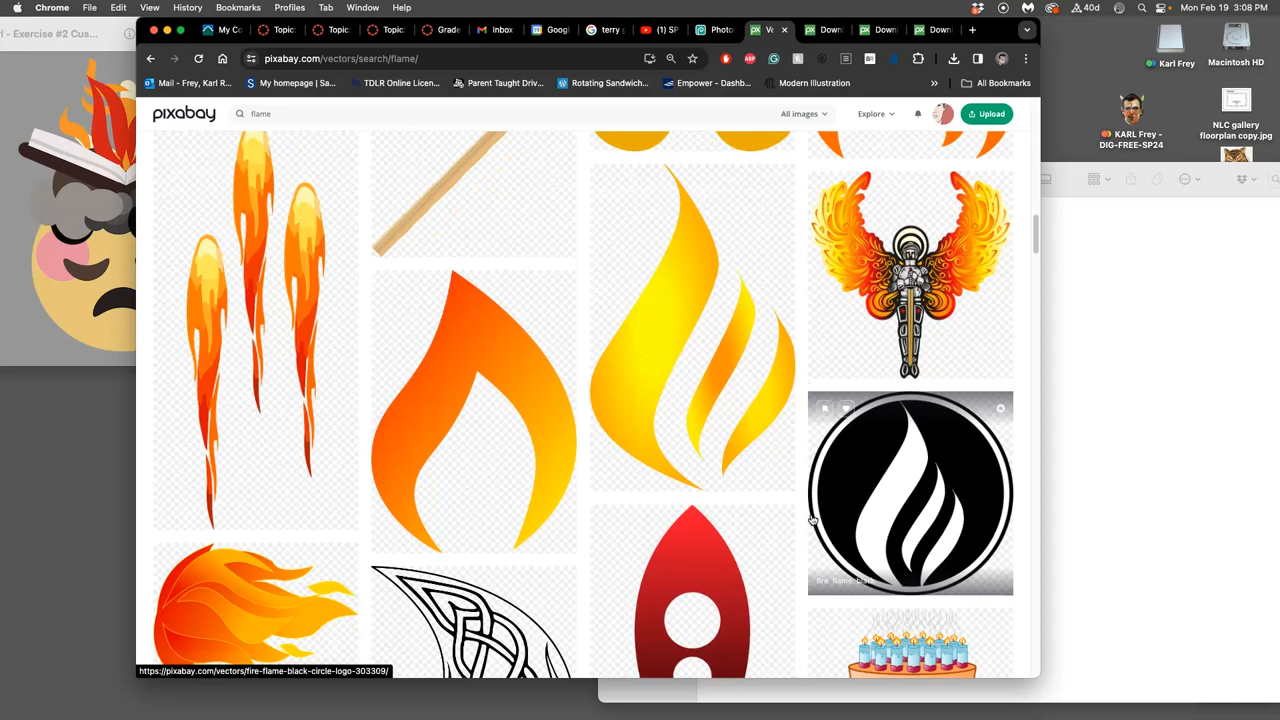 Chrome File Edit View History Bookmarks Profiles Tab Window Help
40d Mon Feb 19 3:08 PM
rl - Exercise #2 Cus...
My Co Topic: Topic: Topic: Grade Inbox Googl terry g (1) SP Photo Ve Down Down Down
pixabay.com/vectors/search/flame/
Mail - Frey, Karl R... My homepage | Sa... TDLR Online Licen... Parent Taught Driv... Rotating Sandwich... Empower - Dashb... Modern Illustration » All Bookmarks
pixabay flame All images Explore Upload
fire flame black
https://pixabay.com/vectors/fire-flame-black-circle-logo-303309/
Karl Frey
Macintosh HD
KARL Frey -
DIG-FREE-SP24
NLC gallery
floorplan copy.jpg